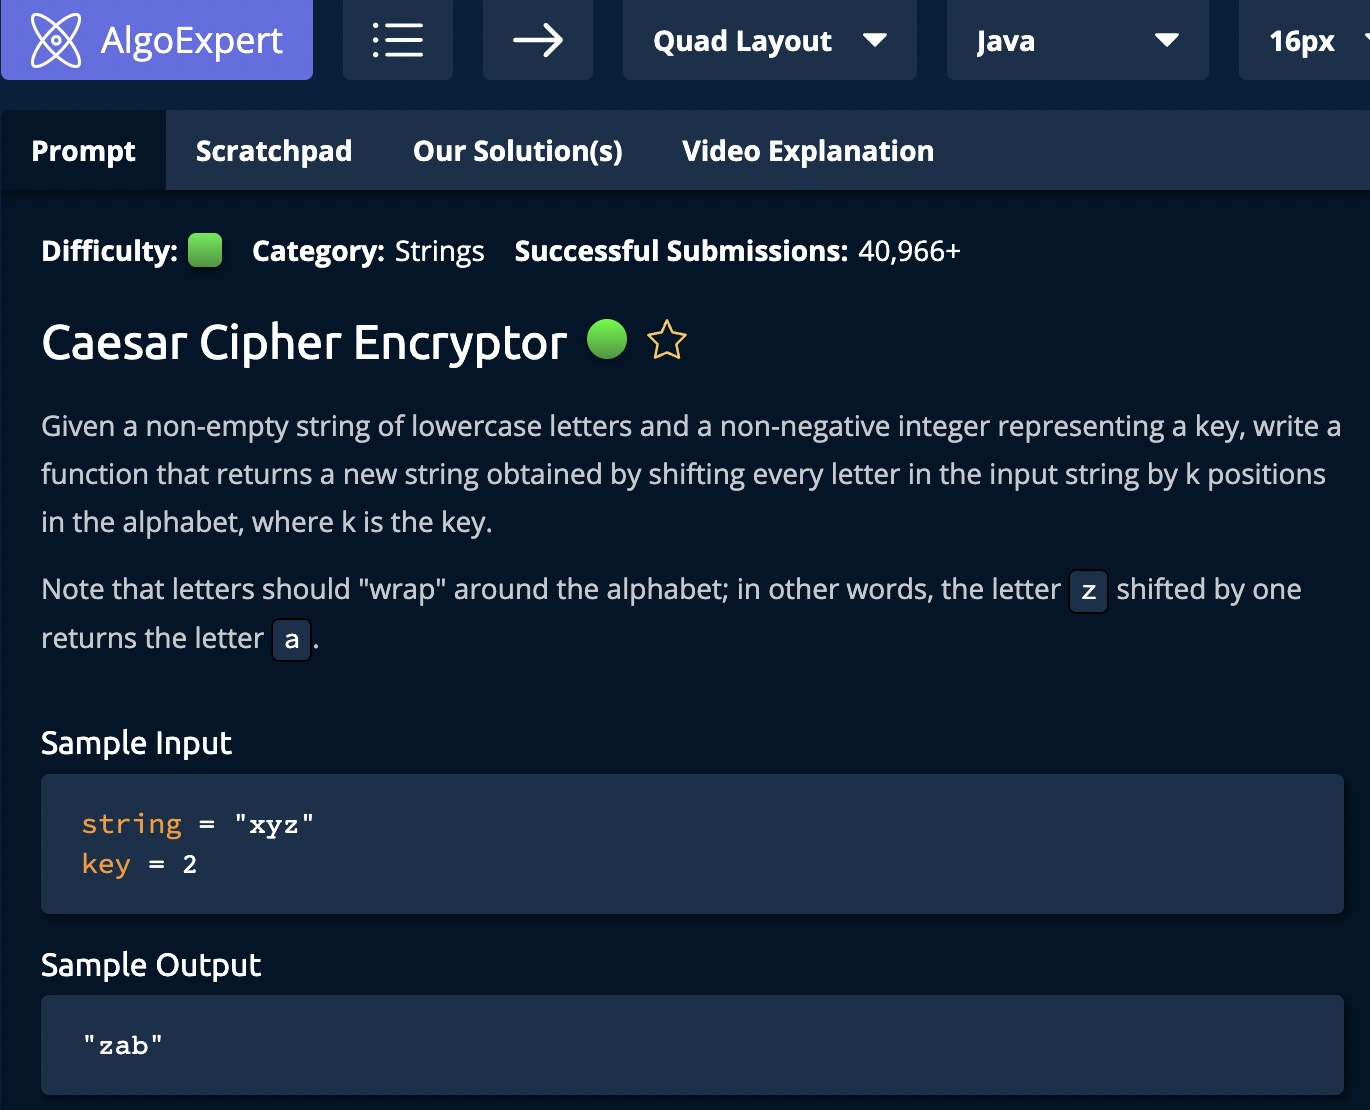 AlgoExpert
Quad Layout
Java
16px
Prompt
Scratchpad
Our Solution(s)
Video Explanation
Difficulty: Category: Strings Successful Submissions: 40,966+
Caesar Cipher Encryptor
Given a non-empty string of lowercase letters and a non-negative integer representing a key, write a
function that returns a new string obtained by shifting every letter in the input string by k positions
in the alphabet, where k is the key.
Note that letters should "wrap" around the alphabet; in other words, the letter z shifted by one
returns the letter a.
Sample Input
string = "xyz"
key = 2
Sample Output
"zab"